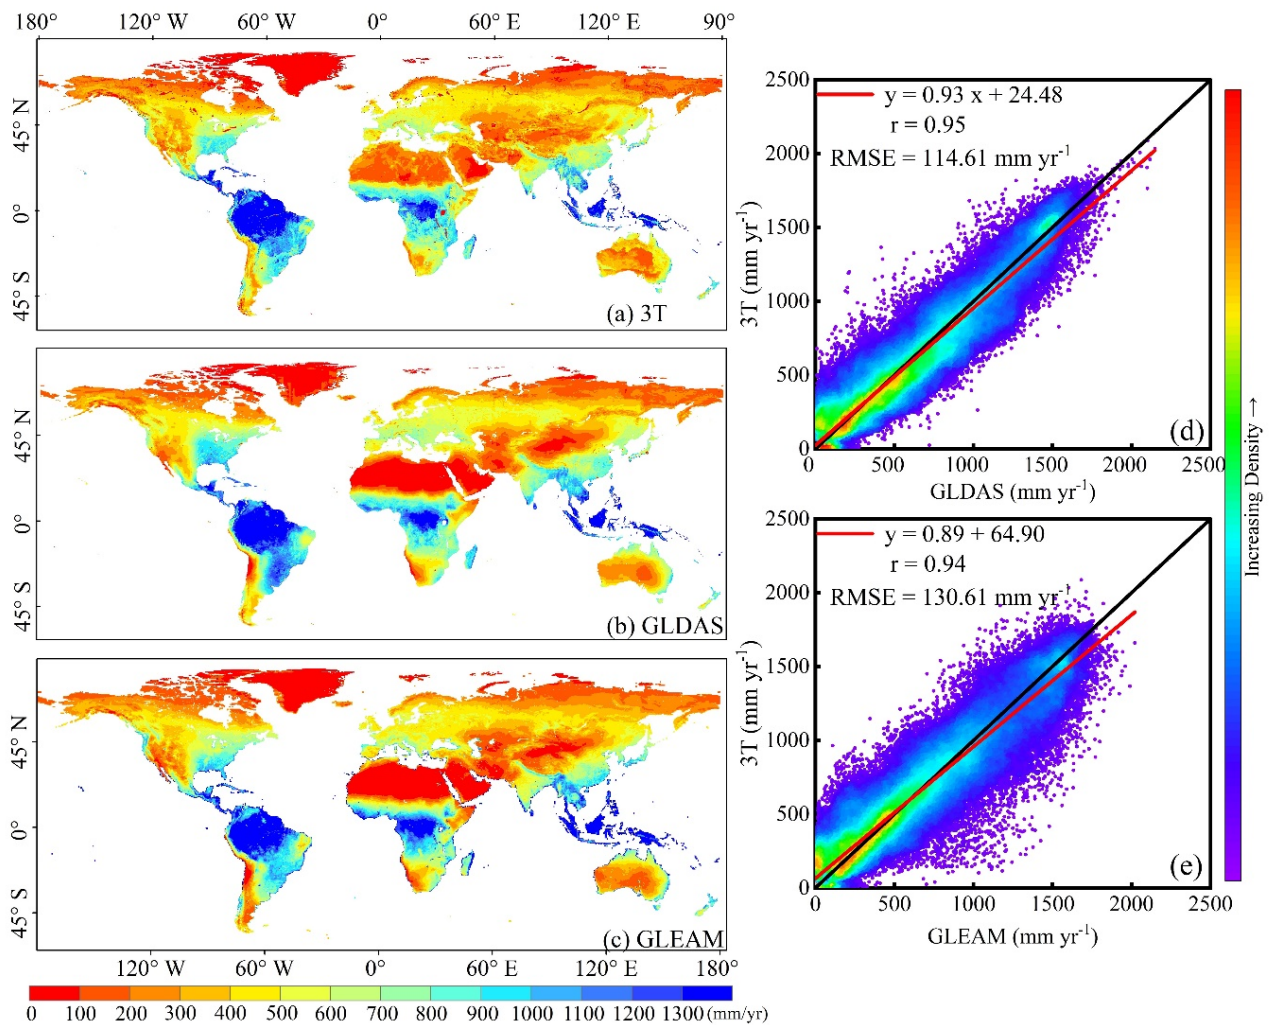 180° 120° W 60° W 0° 60° E 120° E 90°
45° N
0°
45° S
(a) 3T
45° N
0°
45° S
(b) GLDAS
45° N
0°
45° S
(c) GLEAM
120° W 60° W 0° 60° E 120° E 180°
0 100 200 300 400 500 600 700 800 900 1000 1100 1200 1300 (mm/yr)
2500
2000
1500
1000
500
0
3T (mm yr⁻¹)
y = 0.93 x + 24.48
r = 0.95
RMSE = 114.61 mm yr⁻¹
(d)
0 500 1000 1500 2000 2500
GLDAS (mm yr⁻¹)
2500
2000
1500
1000
500
0
3T (mm yr⁻¹)
y = 0.89 + 64.90
r = 0.94
RMSE = 130.61 mm yr⁻¹
(e)
0 500 1000 1500 2000 2500
GLEAM (mm yr⁻¹)
Increasing Density →